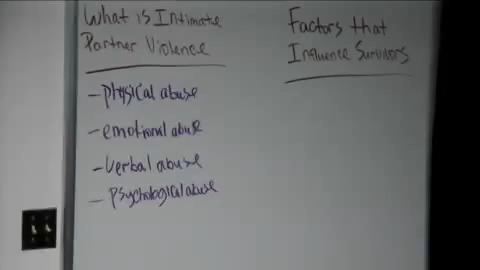 What is Intimate
Partner Violence
- physical abuse
- emotional abuse
- verbal abuse
- psychological abuse
Factors that
Influence Survivors